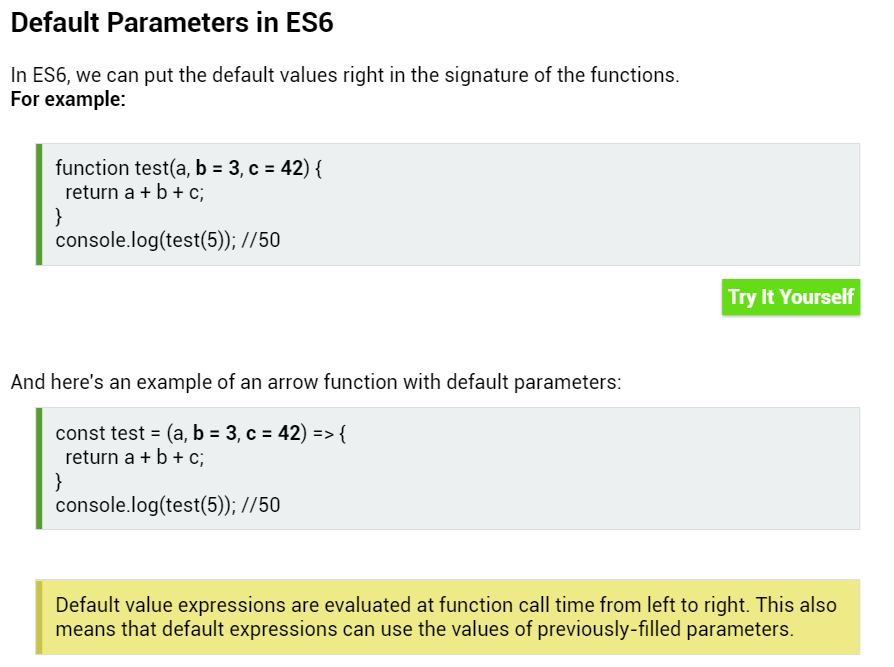 Default Parameters in ES6
In ES6, we can put the default values right in the signature of the functions.
For example:
function test(a, b = 3, c = 42) {
return a + b + c;
}
console.log(test(5)); //50
Try It Yourself
And here's an example of an arrow function with default parameters:
const test = (a, b = 3, c = 42) => {
return a + b + c;
}
console.log(test(5)); //50
Default value expressions are evaluated at function call time from left to right. This also
means that default expressions can use the values of previously-filled parameters.